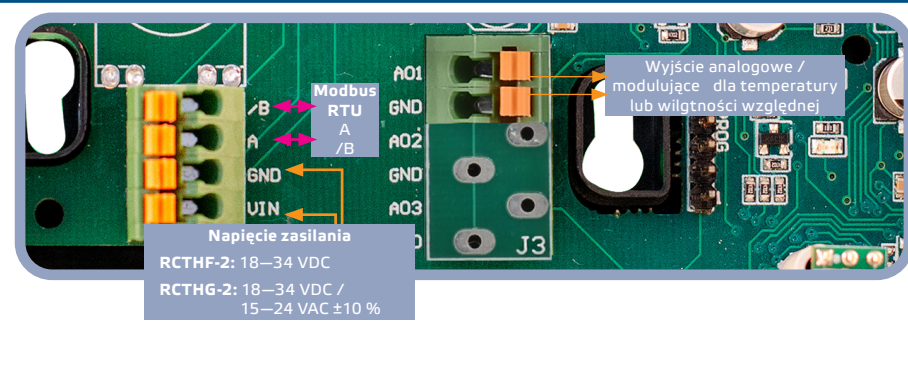 /B
A
GND
VIN
Modbus
RTU
A
/B
AO1
GND
AO2
GND
AO3
J3
PROG
Wyjście analogowe /
modulujące dla temperatury
lub wilgtności względnej
Napięcie zasilania
RCTHF-2: 18—34 VDC
RCTHG-2: 18—34 VDC /
15—24 VAC ±10 %